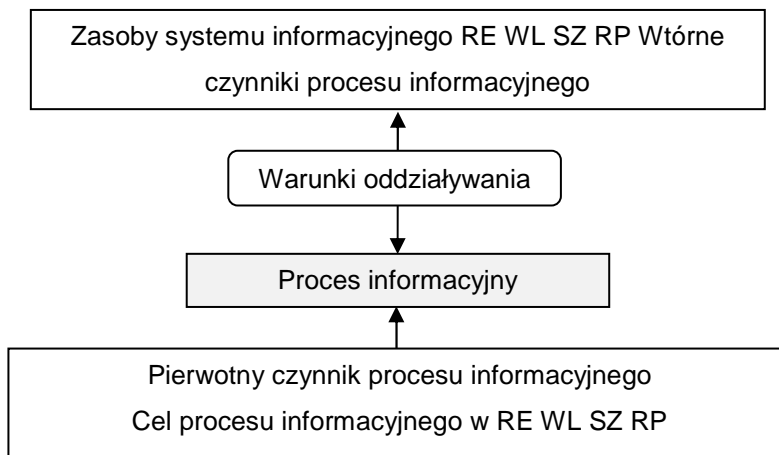 Zasoby systemu informacyjnego RE WL SZ RP Wtórne
czynniki procesu informacyjnego
Warunki oddziaływania
Proces informacyjny
Pierwotny czynnik procesu informacyjnego
Cel procesu informacyjnego w RE WL SZ RP